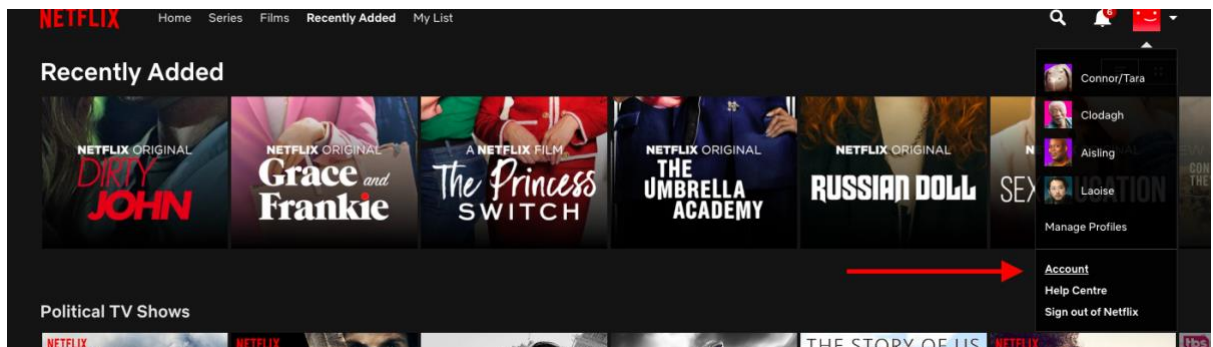 NETFLIX Home Series Films Recently Added My List 6
Recently Added
Connor/Tara
Clodagh
Aisling
Laoise
Manage Profiles
Account
Help Centre
Sign out of Netflix
NETFLIX ORIGINAL
DIRTY
JOHN
NETFLIX ORIGINAL
Grace and
Frankie
A NETFLIX FILM
The Princess
SWITCH
NETFLIX ORIGINAL
THE
UMBRELLA
ACADEMY
NETFLIX ORIGINAL
RUSSIAN DOLL
Political TV Shows
NETFLIX
NETFLIX
THE STORY OF US
NETFLIX
tbs